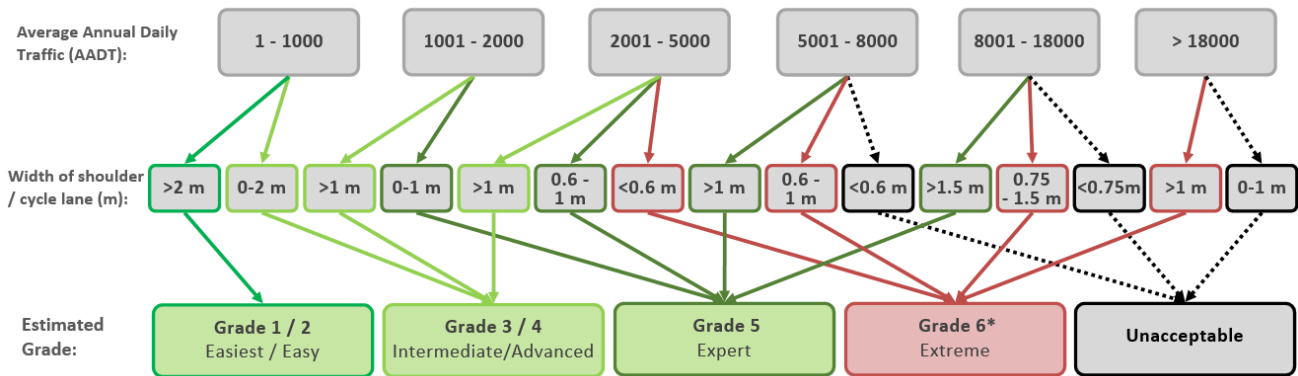 Average Annual Daily
Traffic (AADT):
1 - 1000
1001 - 2000
2001 - 5000
5001 - 8000
8001 - 18000
> 18000
Width of shoulder
/ cycle lane (m):
>2 m
0-2 m
>1 m
0-1 m
>1 m
0.6 -
1 m
<0.6 m
>1 m
0.6 -
1 m
<0.6 m
>1.5 m
0.75
- 1.5 m
<0.75m
>1 m
0-1 m
Estimated
Grade:
Grade 1 / 2
Easiest / Easy
Grade 3 / 4
Intermediate/Advanced
Grade 5
Expert
Grade 6*
Extreme
Unacceptable